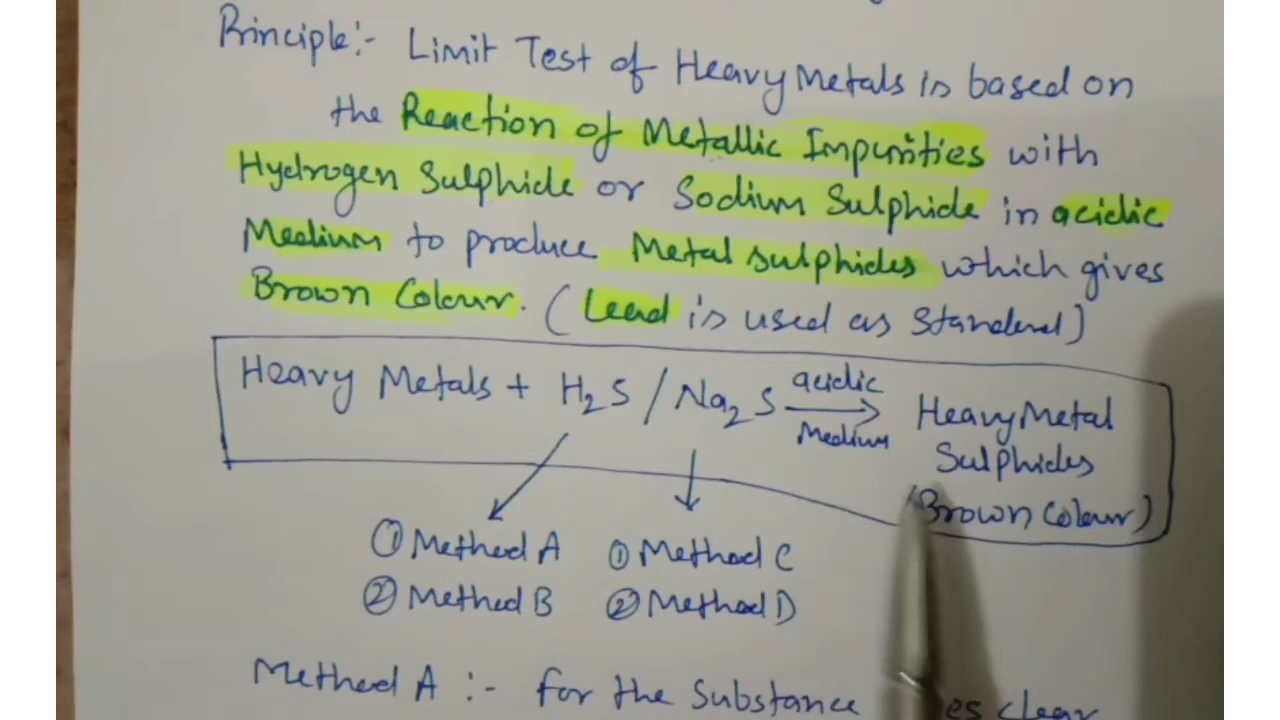 Principle:- Limit Test of Heavy Metals is based on
the Reaction of Metallic Impurities with
Hydrogen Sulphide or Sodium Sulphide in acidic
Medium to produce Metal sulphides which gives
Brown Colour. (Lead is used as Standerd)
Heavy Metals + H₂S / Na₂S acidic Medium → Heavy Metal
Sulphides
(Brown Colour)
① Method A ① Method C
② Method B ② Method D
Method A :- for the Substance clear